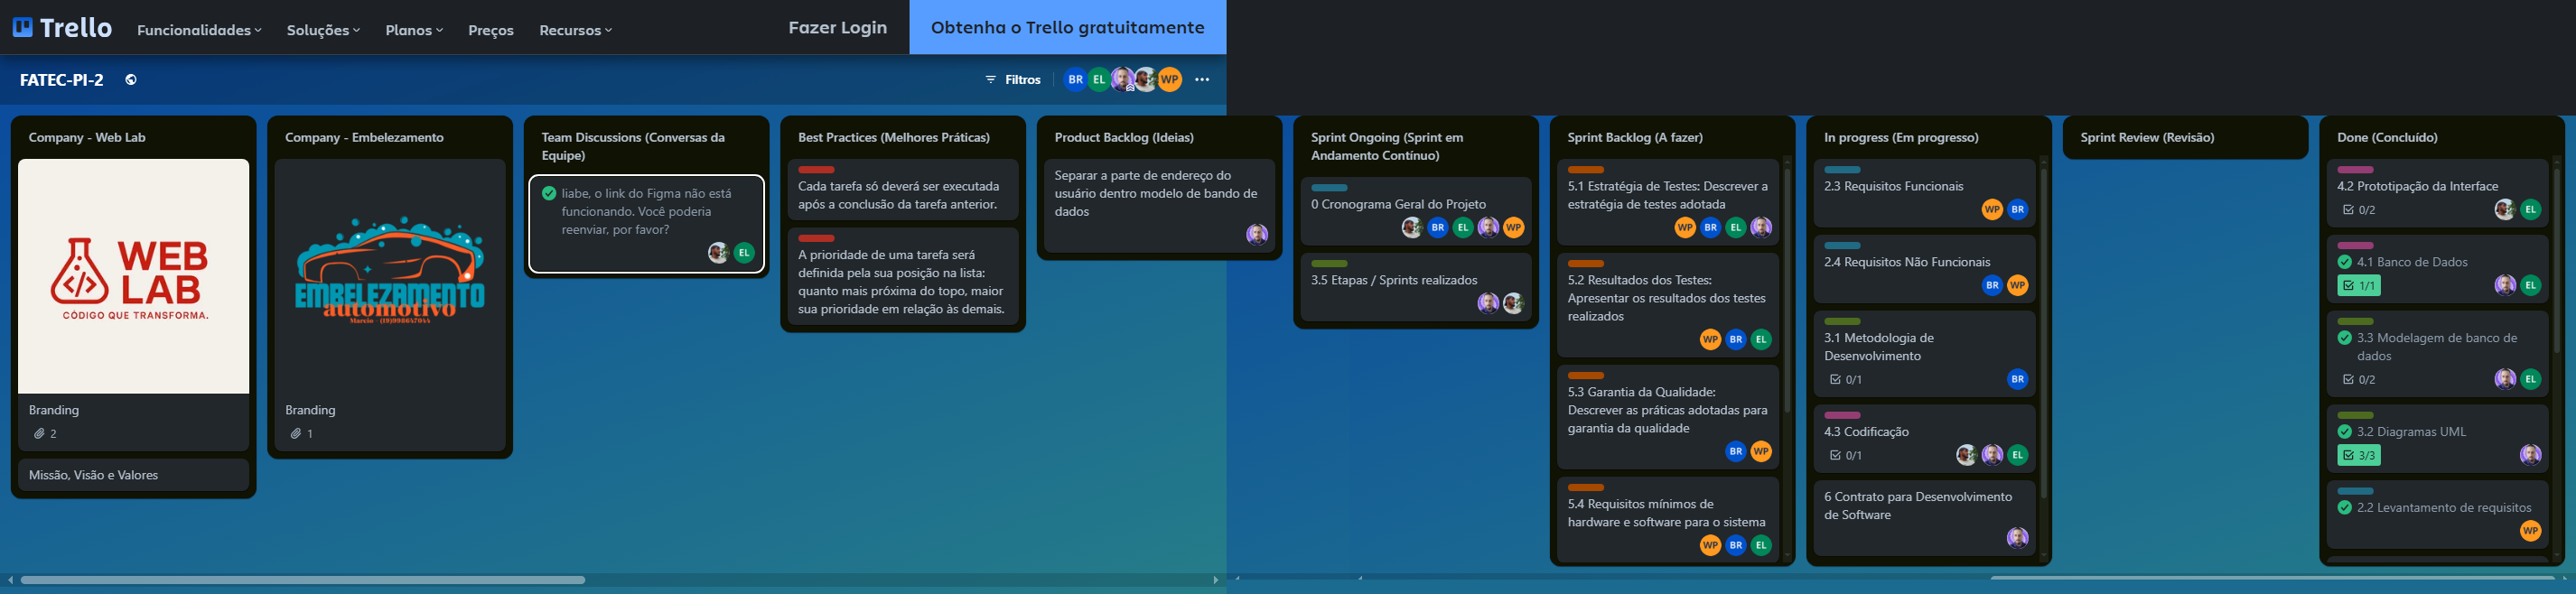 Trello
Funcionalidades
Soluções
Planos
Preços
Recursos
Fazer Login
Obtenha o Trello gratuitamente
FATEC-PI-2
Filtros
BR
EL
WP
Company - Web Lab
WEB
LAB
CÓDIGO QUE TRANSFORMA.
Branding
2
Missão, Visão e Valores
Company - Embelezamento
EMBELEZAMENTO
automotivo
Marcio (19)998647044
Branding
1
Team Discussions (Conversas da
Equipe)
liabe, o link do Figma não está
funcionando. Você poderia
reenviar, por favor?
EL
Best Practices (Melhores Práticas)
Cada tarefa só deverá ser executada
após a conclusão da tarefa anterior.
A prioridade de uma tarefa será
definida pela sua posição na lista:
quanto mais próxima do topo, maior
sua prioridade em relação às demais.
Product Backlog (Ideias)
Separar a parte de endereço do
usuário dentro modelo de bando de
dados
Sprint Ongoing (Sprint em
Andamento Contínuo)
0 Cronograma Geral do Projeto
BR
EL
WP
3.5 Etapas / Sprints realizados
Sprint Backlog (A fazer)
5.1 Estratégia de Testes: Descrever a
estratégia de testes adotada
WP
BR
EL
5.2 Resultados dos Testes:
Apresentar os resultados dos testes
realizados
WP
BR
EL
5.3 Garantia da Qualidade:
Descrever as práticas adotadas para
garantia da qualidade
BR
WP
5.4 Requisitos mínimos de
hardware e software para o sistema
WP
BR
EL
In progress (Em progresso)
2.3 Requisitos Funcionais
WP
BR
2.4 Requisitos Não Funcionais
BR
WP
3.1 Metodologia de
Desenvolvimento
0/1
BR
4.3 Codificação
0/1
EL
6 Contrato para Desenvolvimento
de Software
Sprint Review (Revisão)
Done (Concluído)
4.2 Prototipação da Interface
0/2
EL
4.1 Banco de Dados
1/1
EL
3.3 Modelagem de banco de
dados
0/2
EL
3.2 Diagramas UML
3/3
2.2 Levantamento de requisitos
WP